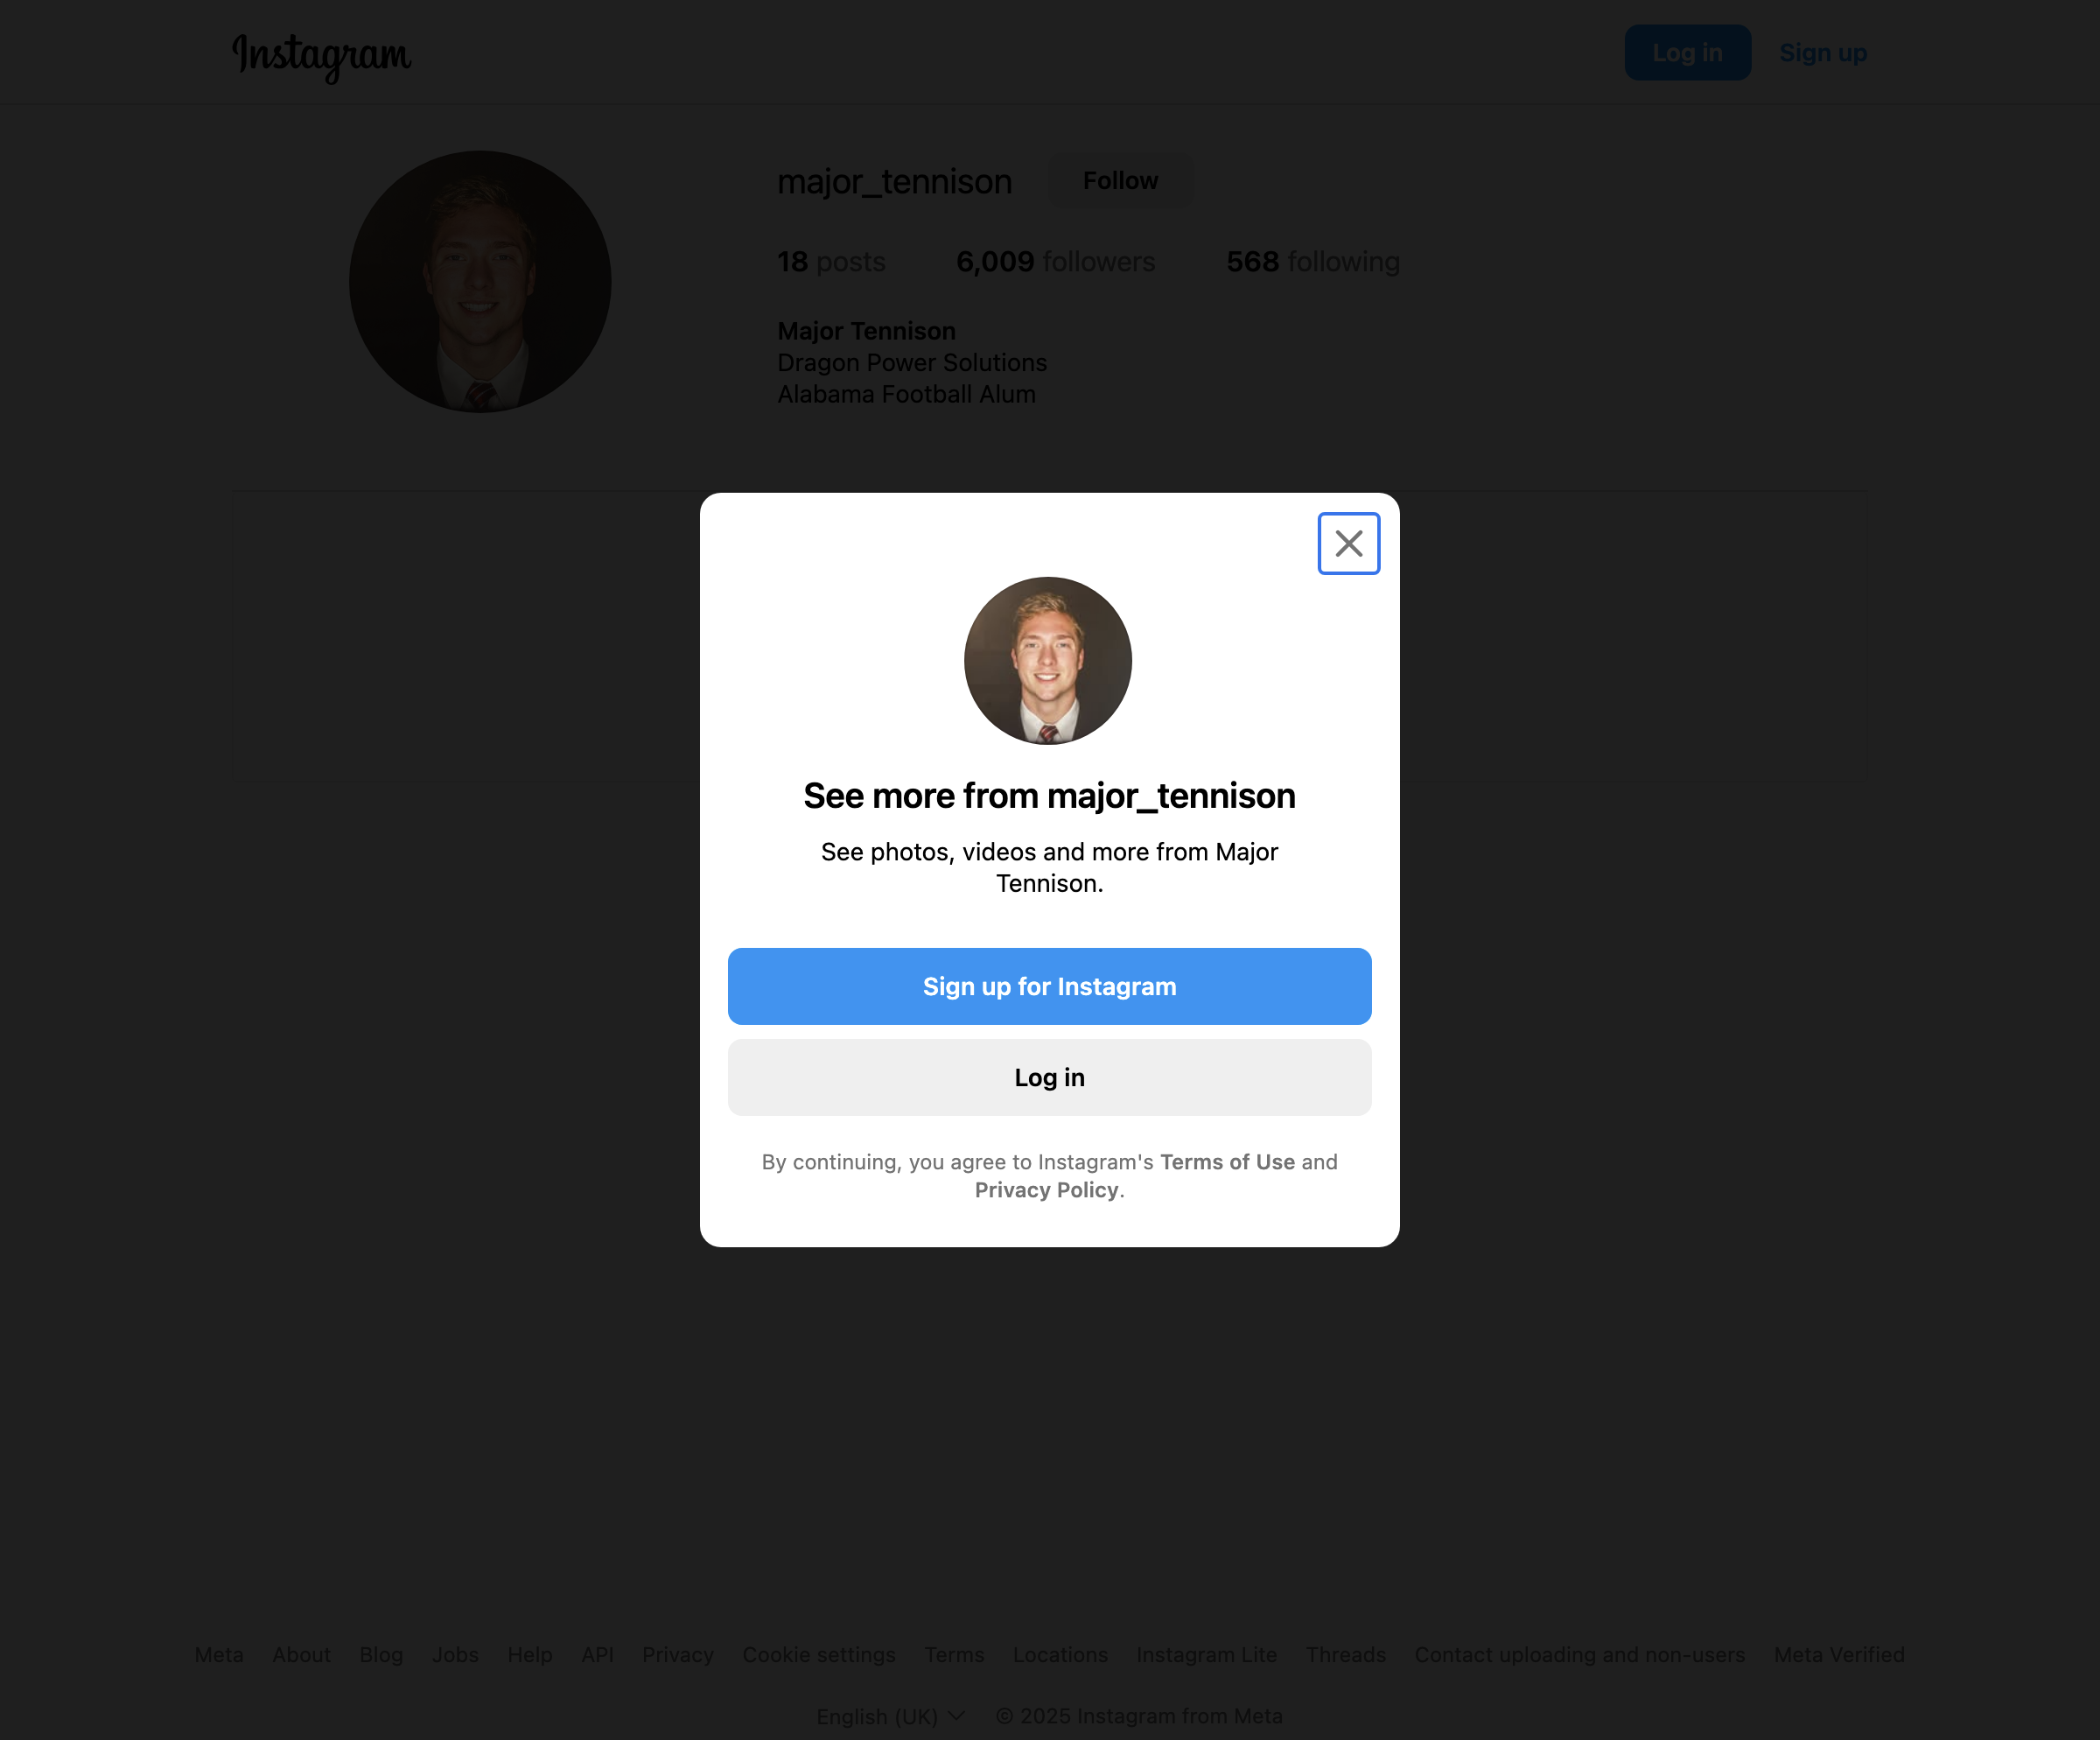 Instagram
Log in
Sign up
major_tennison
Follow
18 posts
6,009 followers
568 following
Major Tennison
Dragon Power Solutions
Alabama Football Alum
See more from major_tennison
See photos, videos and more from Major
Tennison.
Sign up for Instagram
Log in
By continuing, you agree to Instagram's Terms of Use and
Privacy Policy.
Meta About Blog Jobs Help API Privacy Cookie settings Terms Locations Instagram Lite Threads Contact uploading and non-users Meta Verified
English (UK) © 2025 Instagram from Meta